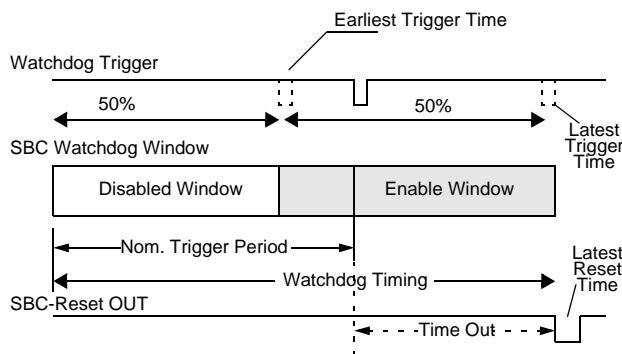 Earliest Trigger Time
Watchdog Trigger
50%
50%
Latest
Trigger
Time
SBC Watchdog Window
Disabled Window
Enable Window
Nom. Trigger Period
Latest
Reset
Time
Watchdog Timing
SBC-Reset OUT
Time Out